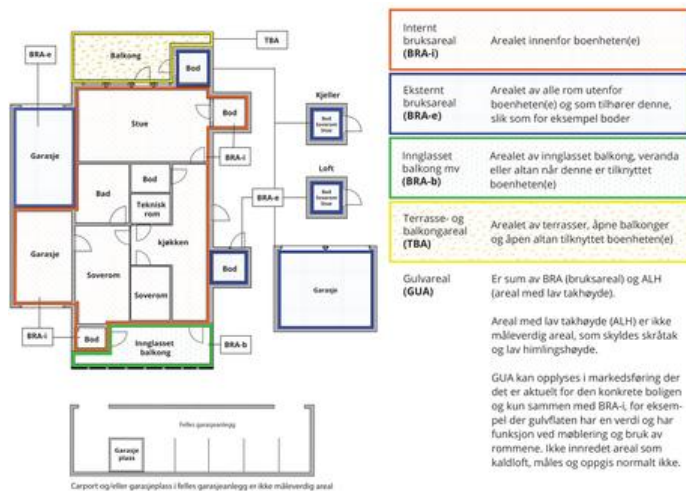 TBA
BRA-e
Balkong
Bod
Kjeller
Bod
Soverom
Stue
Stue
Bod
Garasje
BRA-i
Loft
Bod
Bad
Teknisk
rom
BRA-e
Bod
Soverom
Stue
Garasje
kjøkken
Soverom
Bod
Soverom
Garasje
BRA-i
Bod
Innglasset
balkong
BRA-b
Felles garasjeanlegg
Garasje
plass
Carport og/eller garasjeplass i felles garasjeanlegg er ikke måleverdig areal
Internt
bruksareal
(BRA-i)
Arealet innenfor boenheten(e)
Eksternt
bruksareal
(BRA-e)
Arealet av alle rom utenfor
boenheten(e) og som tilhører denne,
slik som for eksempel boder
Innglasset
balkong mv
(BRA-b)
Arealet av innglasset balkong, veranda
eller altan når denne er tilknyttet
boenheten(e)
Terrasse- og
balkongareal
(TBA)
Arealet av terrasser, åpne balkonger
og åpen altan tilknyttet boenheten(e)
Gulvareal
(GUA)
Er sum av BRA (bruksareal) og ALH
(areal med lav takhøyde).
Areal med lav takhøyde (ALH) er ikke
måleverdig areal, som skyldes skråtak
og lav himlingshøyde.
GUA kan opplyses i markedsføring der
det er aktuelt for den konkrete boligen
og kun sammen med BRA-i, for eksem-
pel der gulvflaten har en verdi og har
funksjon ved møblering og bruk av
rommene. Ikke innredet areal som
kaldloft, måles og oppgis normalt ikke.